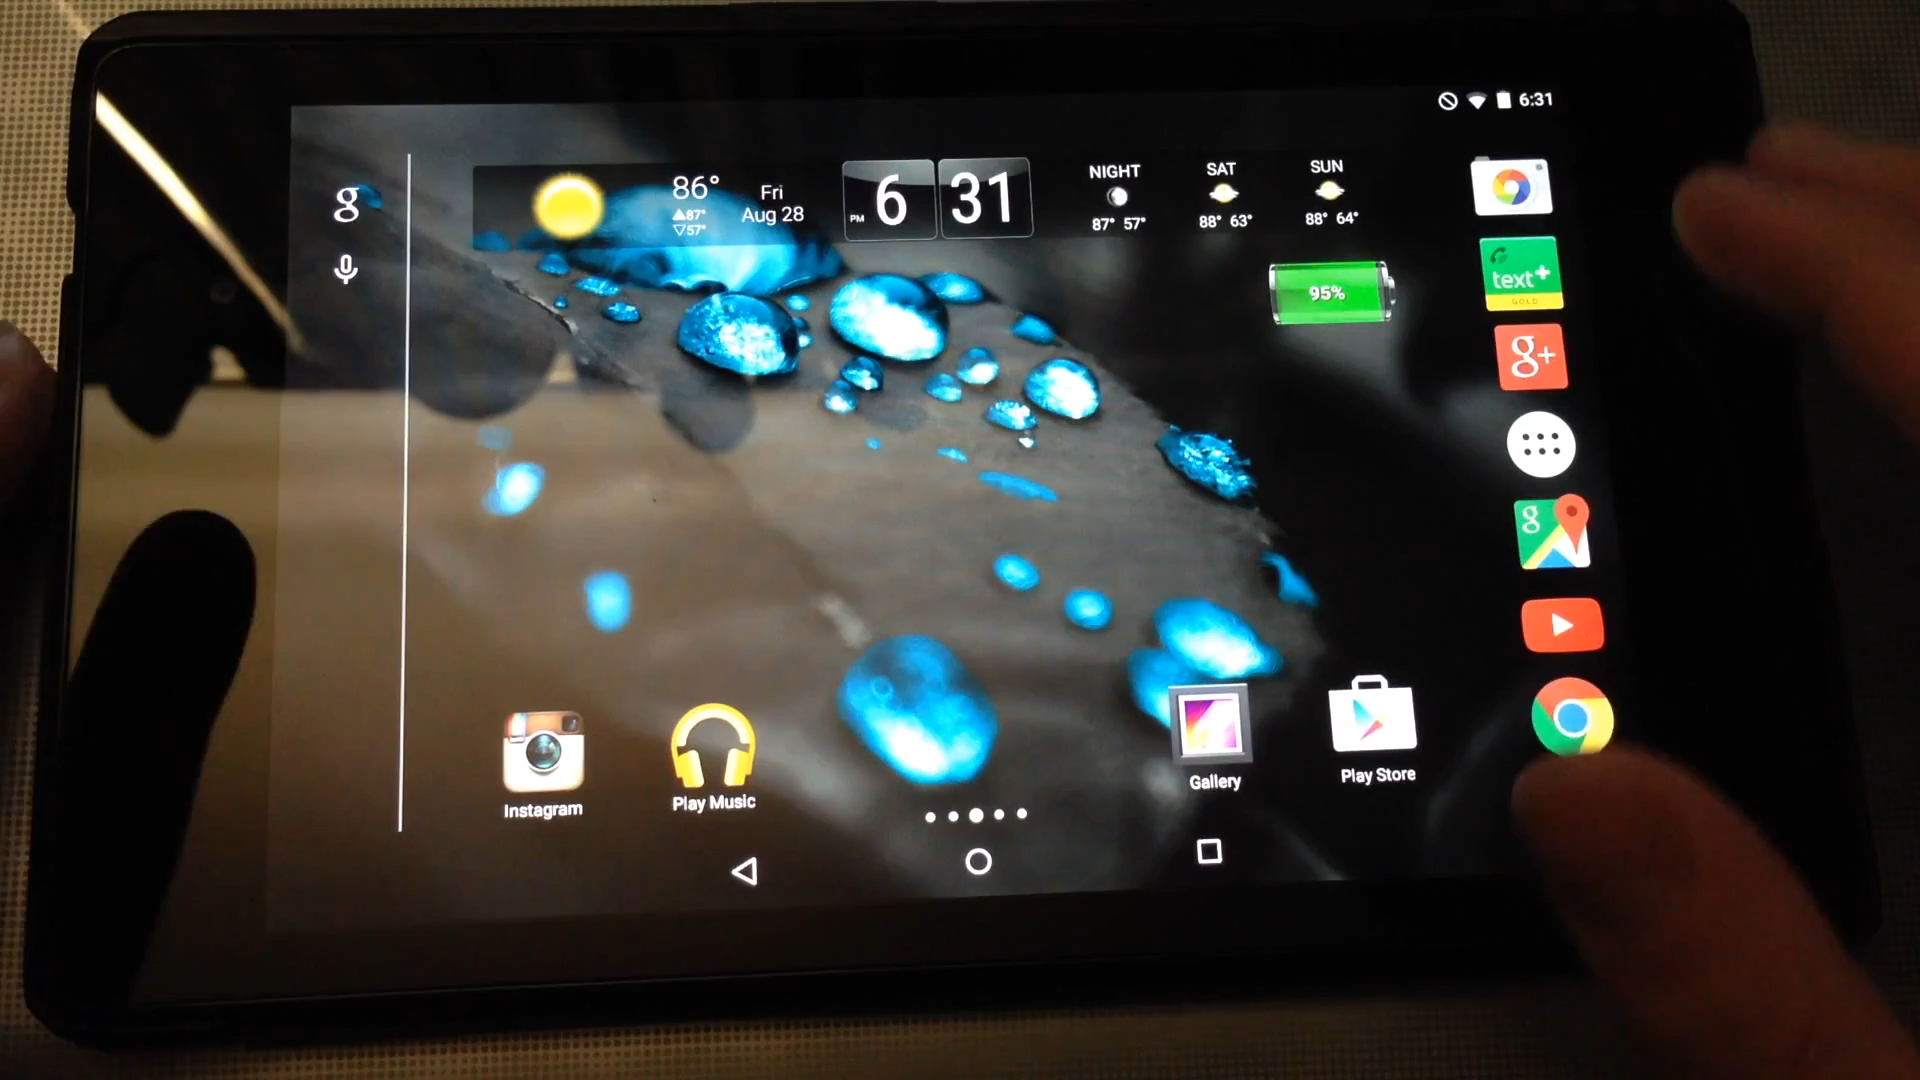 6:31
g
86°
▲87°
▽57°
Fri
Aug 28
PM 6 31
NIGHT
87° 57°
SAT
88° 63°
SUN
88° 64°
95%
text+
GOLD
g+
g
Instagram
Play Music
Gallery
Play Store